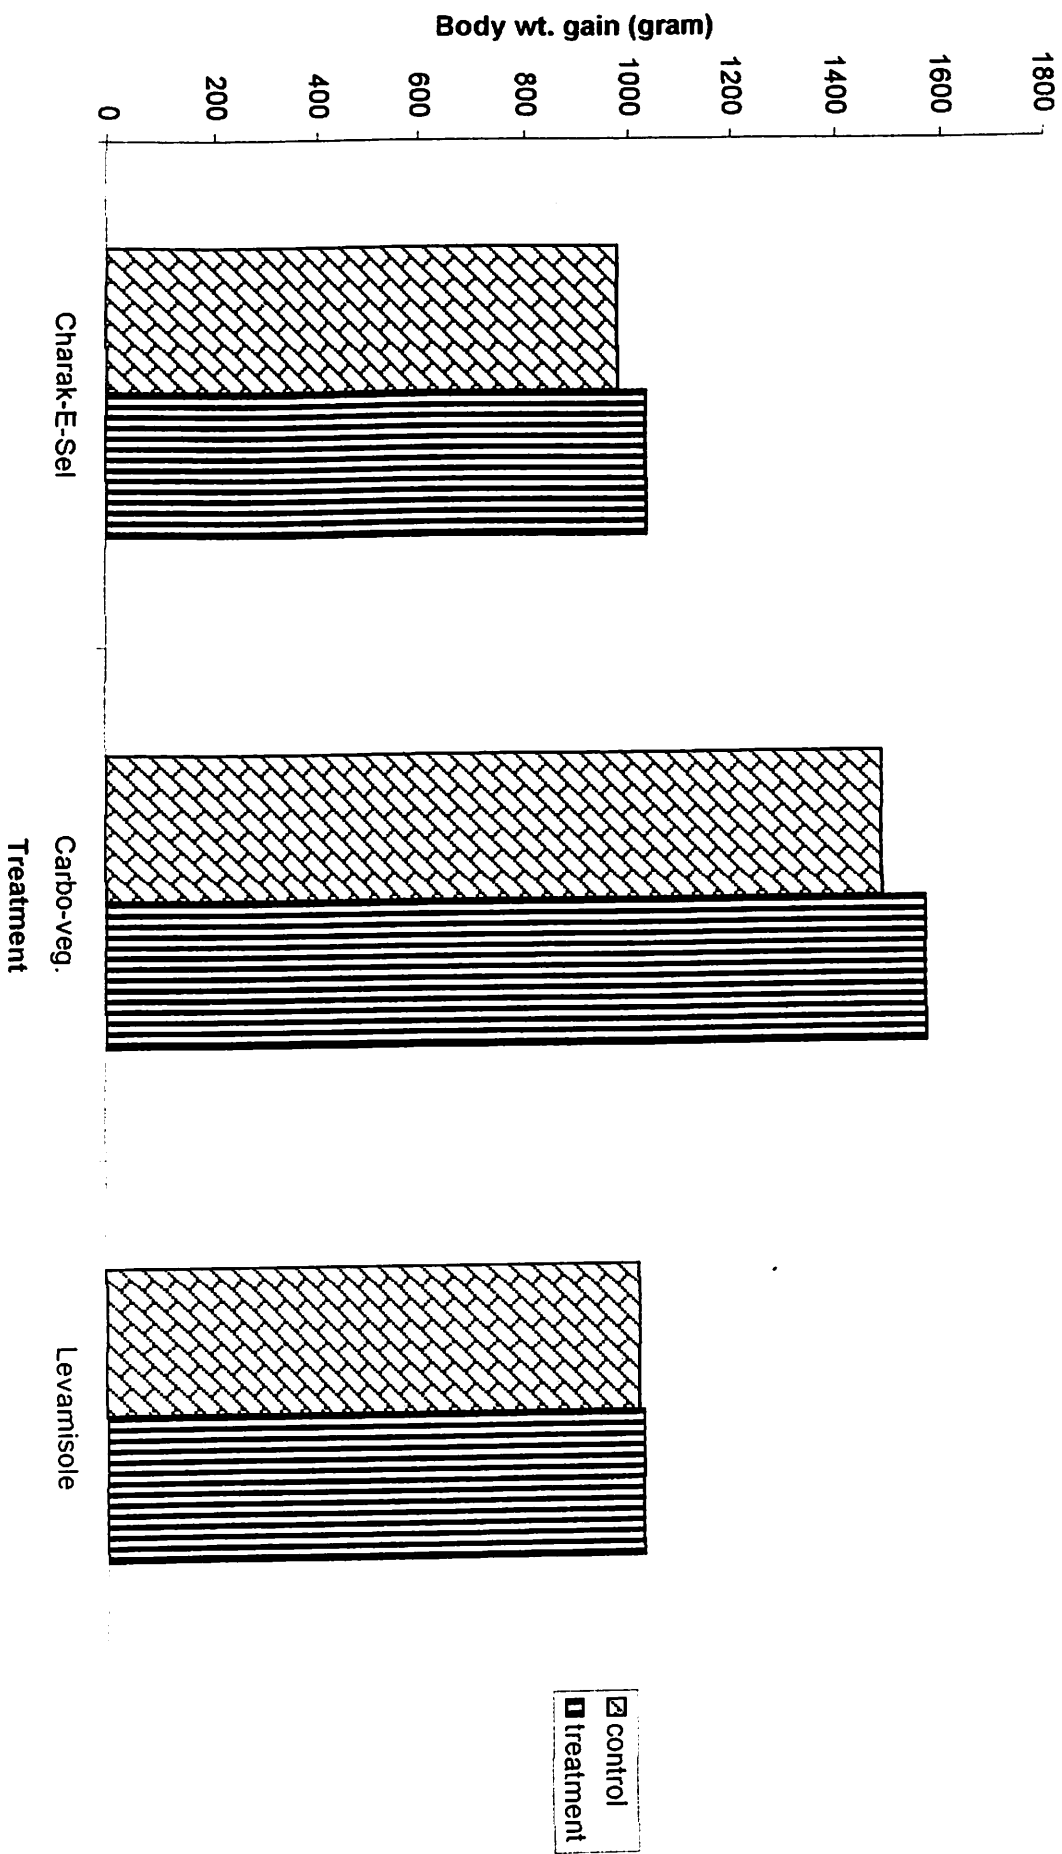 Body wt. gain (gram)
1800
1600
1400
1200
1000
800
600
400
200
0
Charak-E-Sel
Carbo-veg.
Levamisole
Treatment
control
treatment